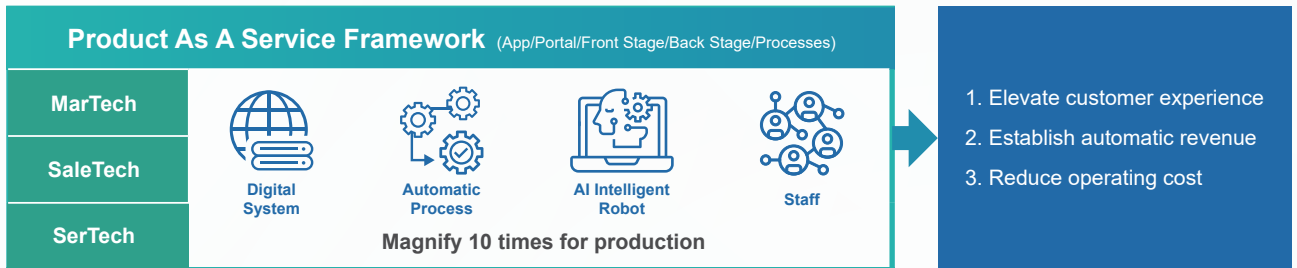 Product As A Service Framework (App/Portal/Front Stage/Back Stage/Processes)
MarTech
SaleTech
SerTech
Digital
System
Automatic
Process
AI Intelligent
Robot
Staff
Magnify 10 times for production
1. Elevate customer experience
2. Establish automatic revenue
3. Reduce operating cost